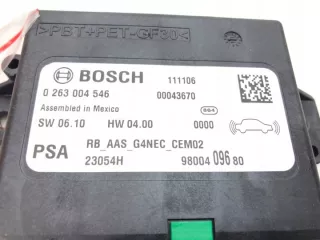 >PBT+PET-GF30<
BOSCH
111106
0 263 004 546
00043670
Assembled in Mexico
SW 06.10 HW 04.00 0000
PSA
RB_AAS_G4NEC_CEM02
23054H
98004 096 80